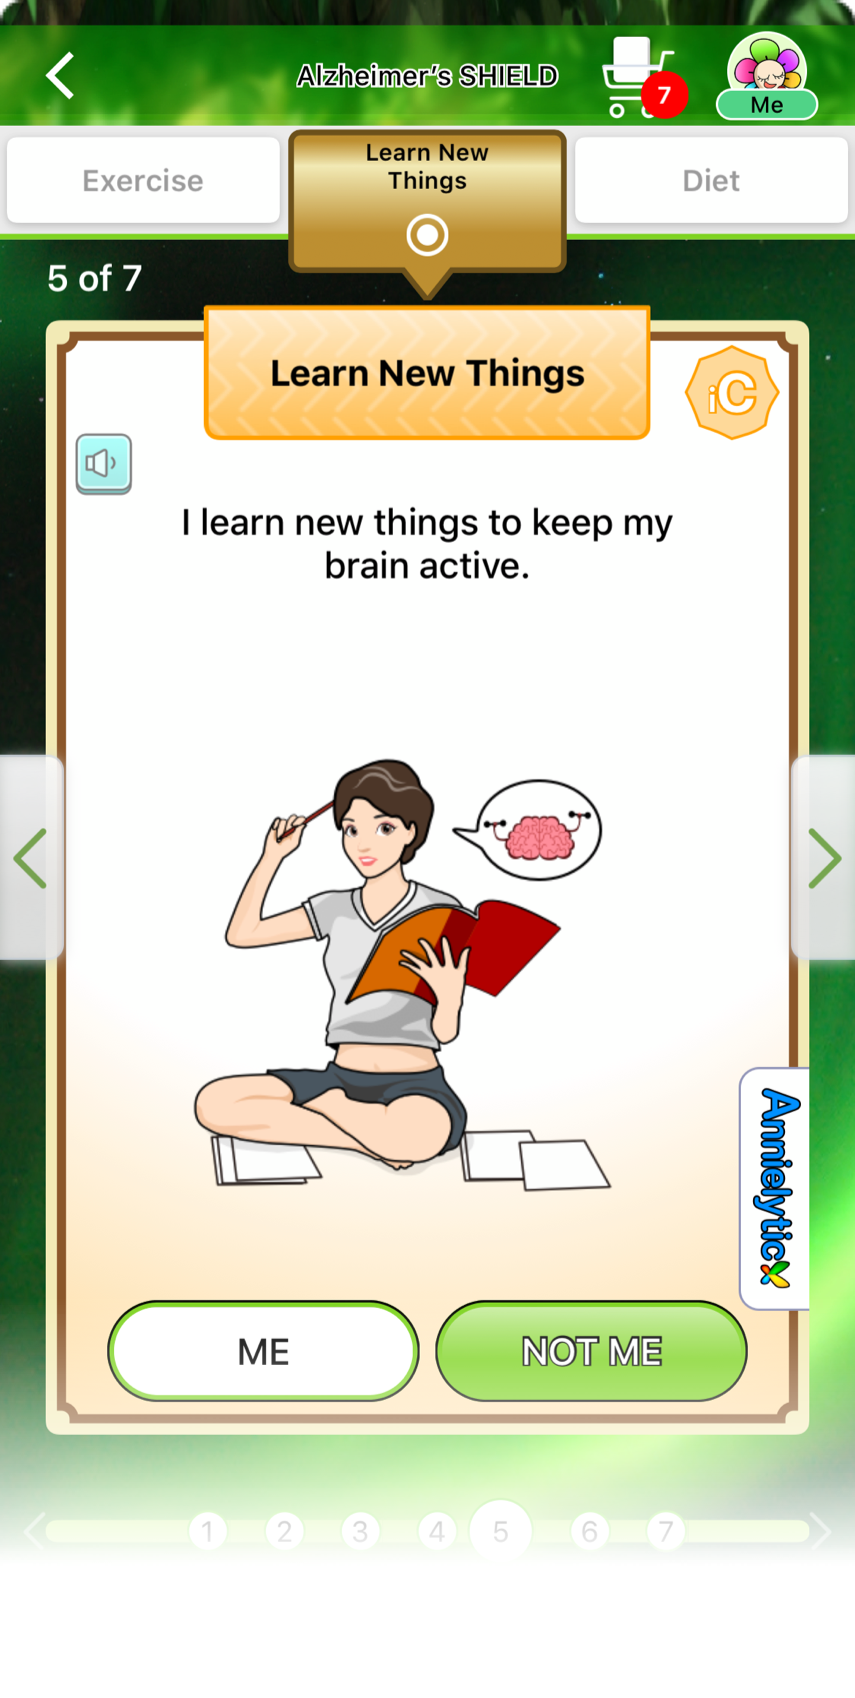 Alzheimer's SHIELD
7
Me
Exercise
Learn New
Things
Diet
5 of 7
Learn New Things
iC
I learn new things to keep my
brain active.
Annielytic
ME
NOT ME
1 2 3 4 5 6 7